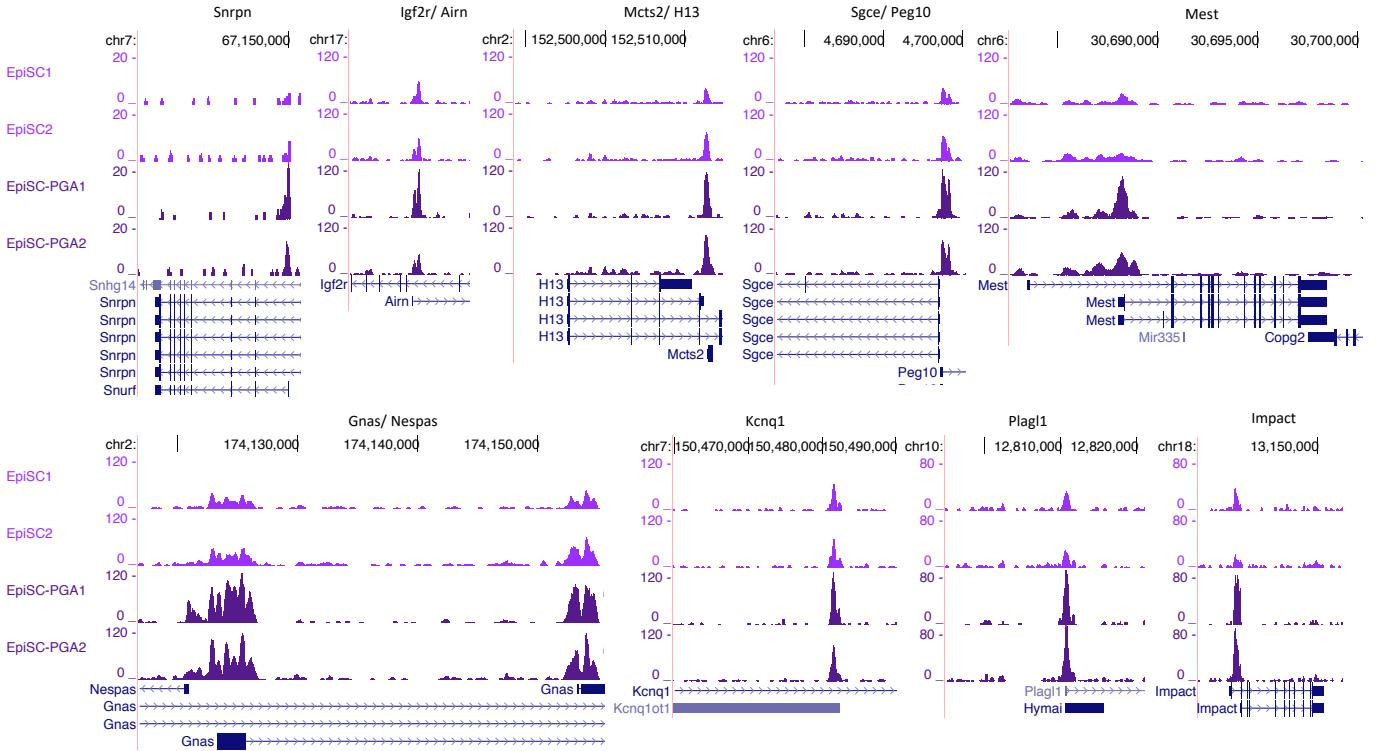 Snrpn Igf2r/ Airn Mcts2/ H13 Sgce/ Peg10 Mest
chr7: 67,150,000 chr17: chr2: 152,500,000 152,510,000 chr6: 4,690,000 4,700,000 chr6: 30,690,000 30,695,000 30,700,000
20 120 120 120 120
EpiSC1
0 0 0 0 0
20 120 120 120 120
EpiSC2
0 0 0 0 0
20 120 120 120 120
EpiSC-PGA1
0 0 0 0 0
20 120 120 120 120
EpiSC-PGA2
0 0 0 0 0
Snhg14 Igf2r H13 Sgce Mest
Snrpn Airn H13 Sgce Mest
Snrpn H13 Sgce Mest
Snrpn H13 Sgce Mir335 Copg2
Snrpn Mcts2 Sgce
Snrpn Peg10
Snurf
Gnas/ Nespas Kcnq1 Plagl1 Impact
chr2: 174,130,000 174,140,000 174,150,000 chr7: 150,470,000 150,480,000 150,490,000 chr10: 12,810,000 12,820,000 chr18: 13,150,000
120 120 80 80
EpiSC1
0 0 0 0
120 120 80 80
EpiSC2
0 0 0 0
120 120 80 80
EpiSC-PGA1
0 0 0 0
120 120 80 80
EpiSC-PGA2
0 0 0 0
Nespas Gnas Kcnq1 Plagl1 Impact
Gnas Kcnq1ot1 Hymai Impact
Gnas
Gnas